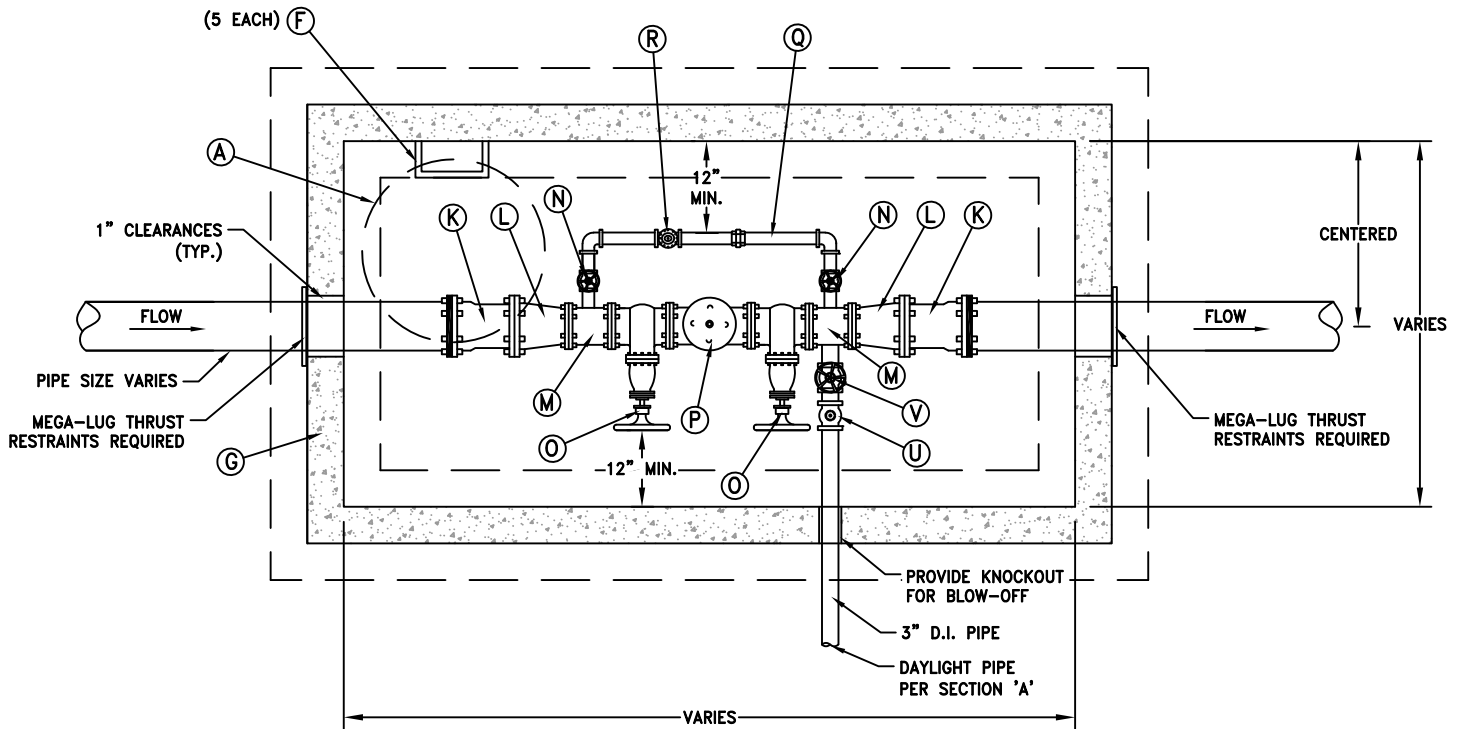 (5 EACH) F
R
Q
A
12"
MIN.
N
N
K
L
L
K
1" CLEARANCES
(TYP.)
CENTERED
FLOW
FLOW
VARIES
PIPE SIZE VARIES
M
M
P
V
MEGA-LUG THRUST
RESTRAINTS REQUIRED
MEGA-LUG THRUST
RESTRAINTS REQUIRED
G
O
12" MIN.
O
U
PROVIDE KNOCKOUT
FOR BLOW-OFF
3" D.I. PIPE
DAYLIGHT PIPE
PER SECTION 'A'
VARIES